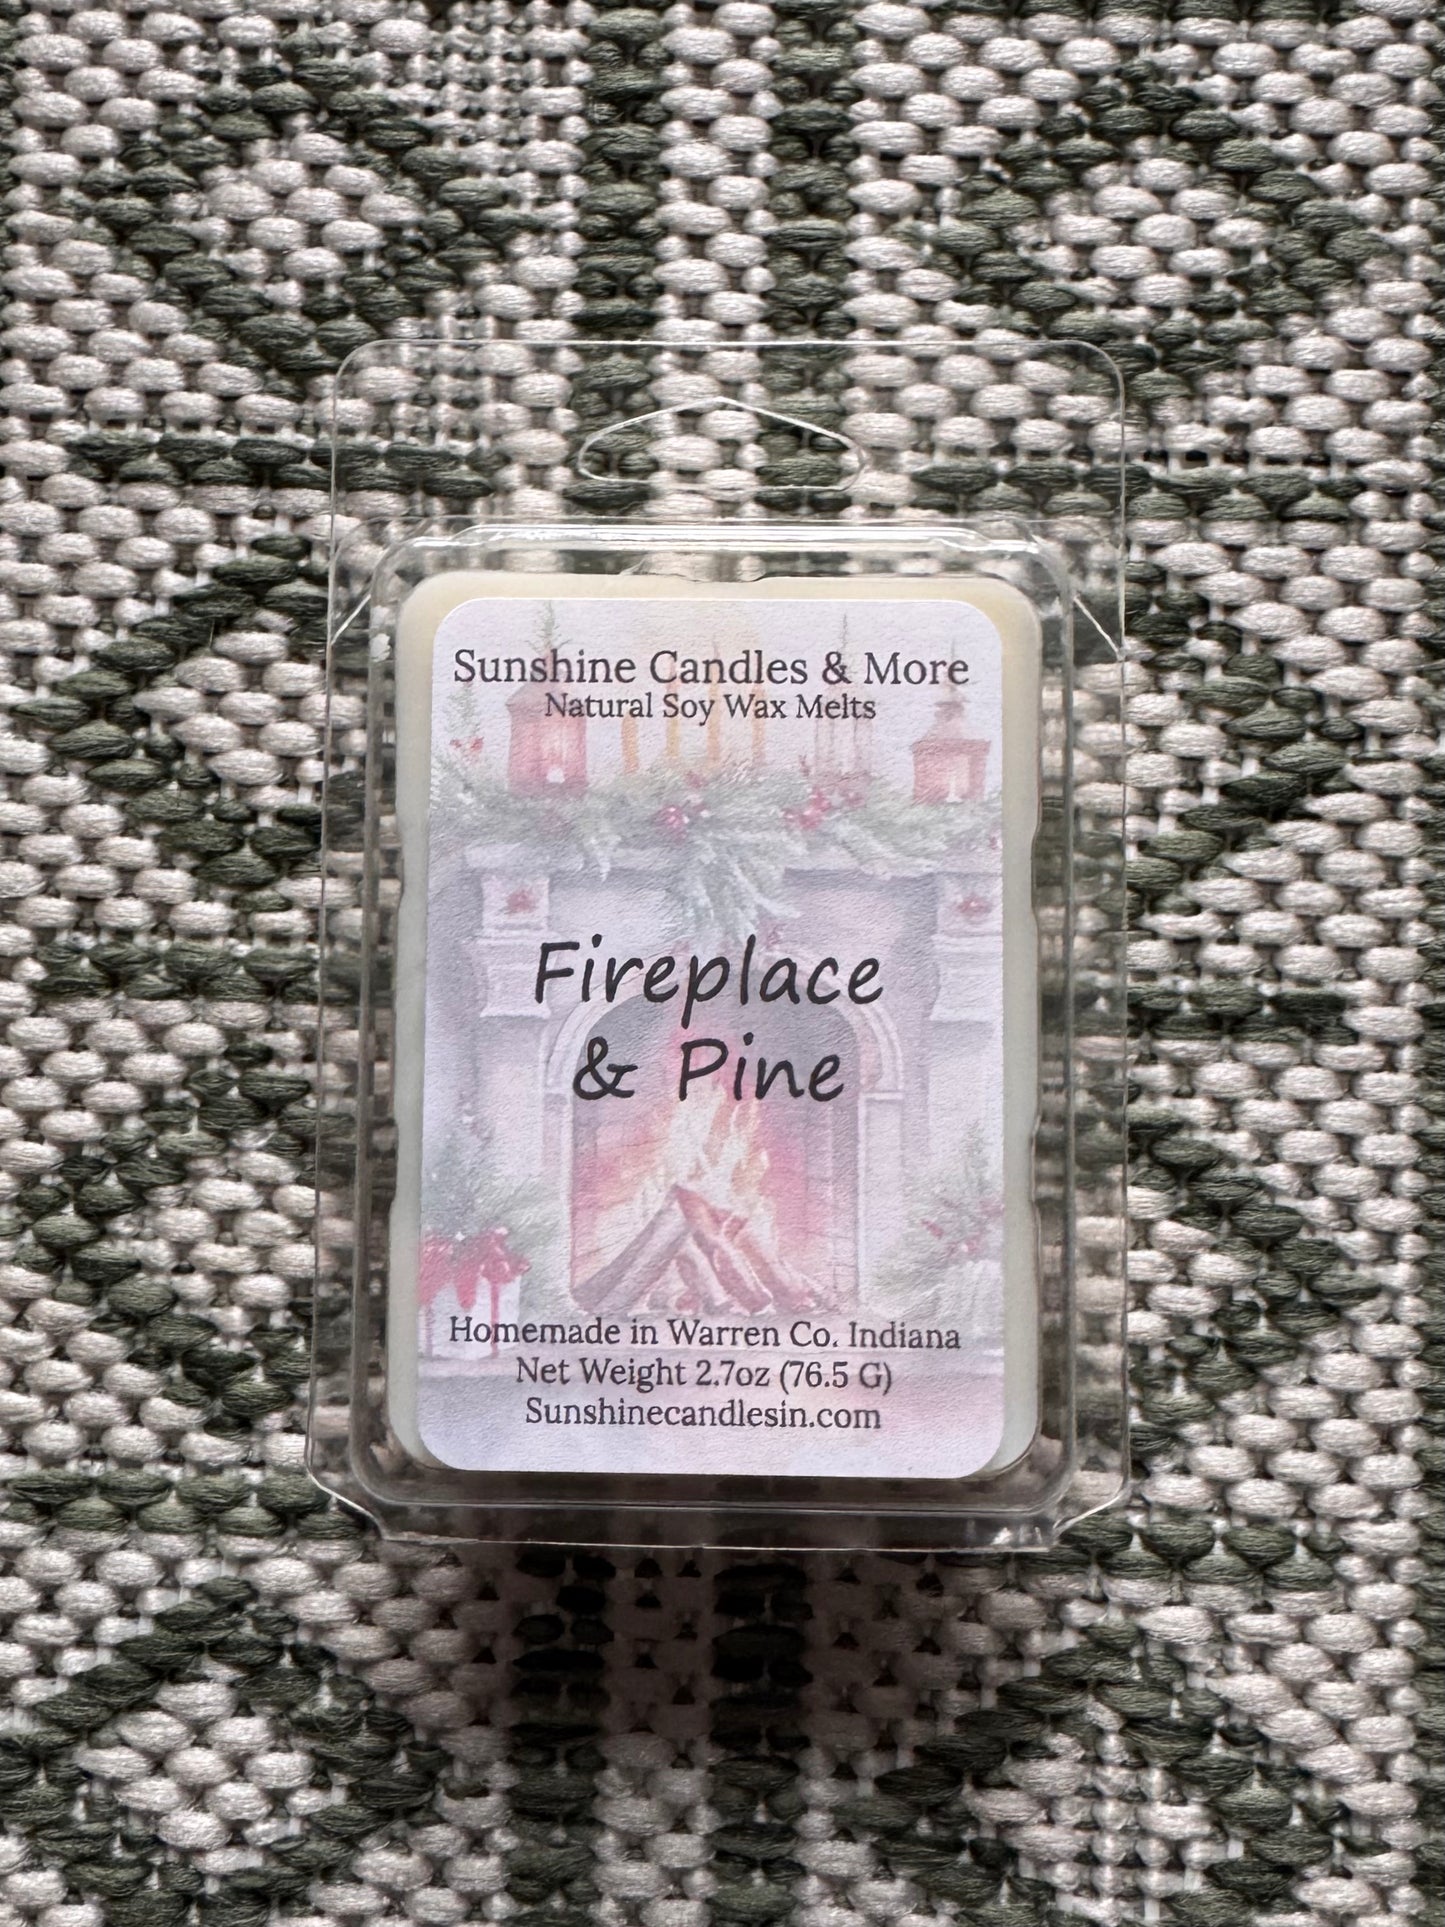 Sunshine Candles & More
Natural Soy Wax Melts
Fireplace
& Pine
Homemade in Warren Co. Indiana
Net Weight 2.7oz (76.5 G)
Sunshinecandlesin.com